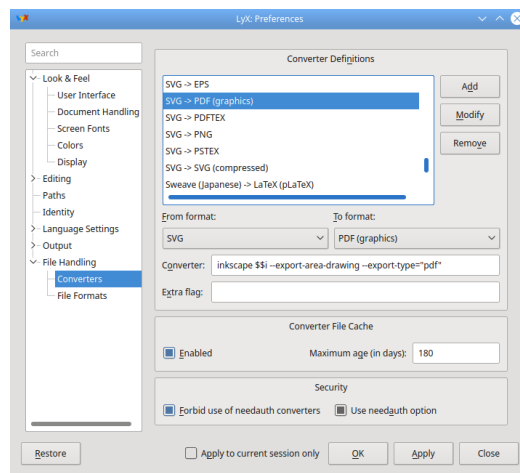 LyX: Preferences
Search
Look & Feel
User Interface
Document Handling
Screen Fonts
Colors
Display
Editing
Paths
Identity
Language Settings
Output
File Handling
Converters
File Formats
Converter Definitions
SVG -> EPS
SVG -> PDF (graphics)
SVG -> PDFTEX
SVG -> PNG
SVG -> PSTEX
SVG -> SVG (compressed)
Sweave (Japanese) -> LaTeX (pLaTeX)
Add
Modify
Remove
From format:
To format:
SVG
PDF (graphics)
Converter: inkscape $$i --export-area-drawing --export-type="pdf"
Extra flag:
Converter File Cache
Enabled
Maximum age (in days): 180
Security
Forbid use of needauth converters
Use needauth option
Restore
Apply to current session only
OK
Apply
Close